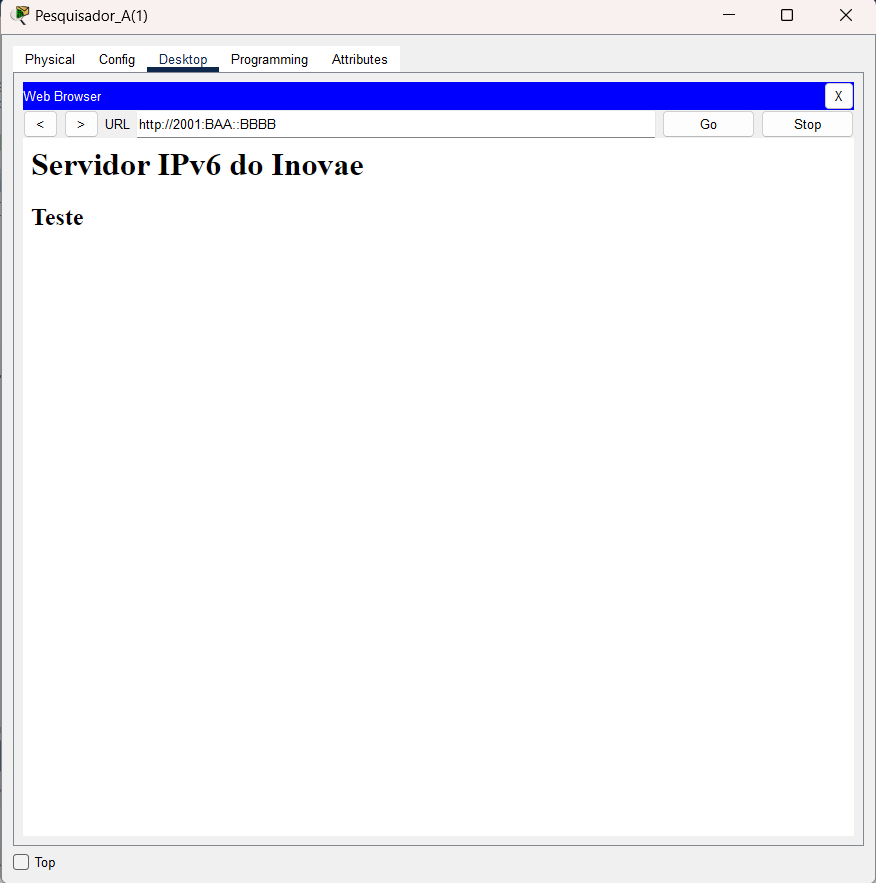 Pesquisador_A(1)
Physical Config Desktop Programming Attributes
Web Browser X
< > URL http://2001:BAA::BBBB Go Stop
Servidor IPv6 do Inovae
Teste
Top